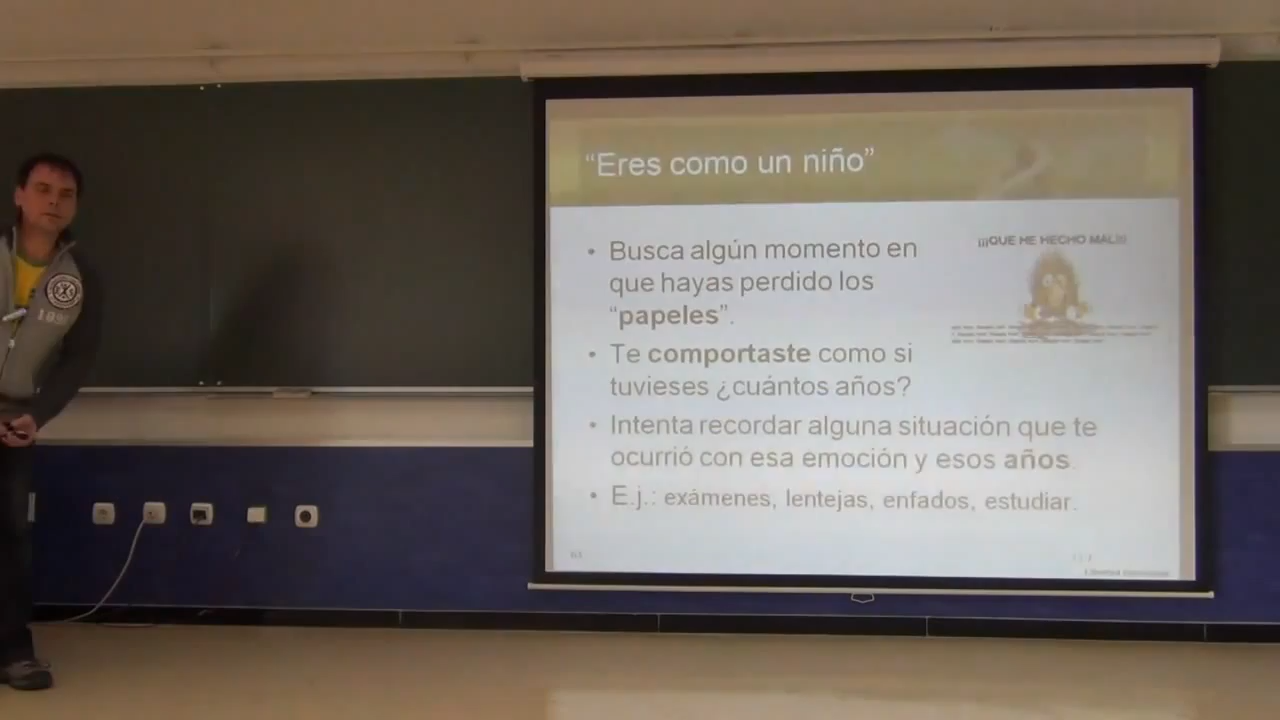 “Eres como un niño”
• Busca algún momento en
que hayas perdido los
“papeles”.
¡¡¡QUE HE HECHO MAL!!!
• Te comportaste como si
tuvieses ¿cuántos años?
• Intenta recordar alguna situación que te
ocurrió con esa emoción y esos años.
• E.j.: exámenes, lentejas, enfados, estudiar.